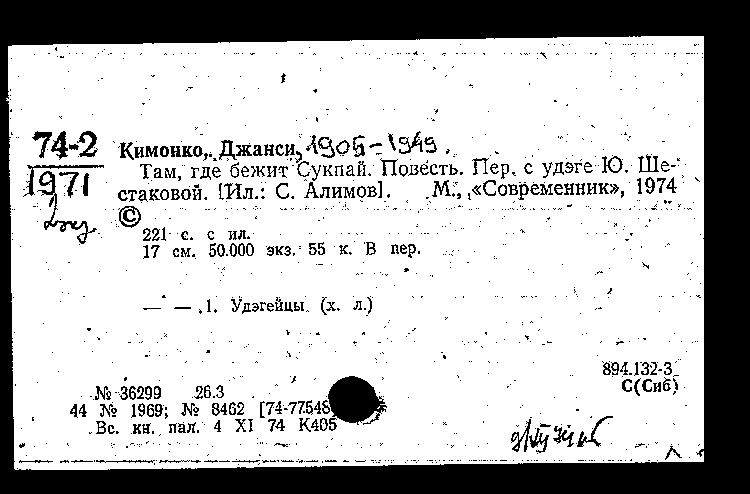 74-2
1971
2
экз.
Кимонко, Джанси, 1905-1949.
Там, где бежит Сукпай. Повесть. Пер. с удэге Ю. Ше-
стаковой. [Ил.: С. Алимов]. М., «Современник», 1974
©
221 с. с ил.
17 см. 50.000 экз. 55 к. В пер.
— — 1. Удэгейцы (х. л.)
894.132-3
С(Сиб)
№ 36299 26.3
44 № 1969; № 8462 [74-77548
Вс. кн. пал. 4 XI 74 К405